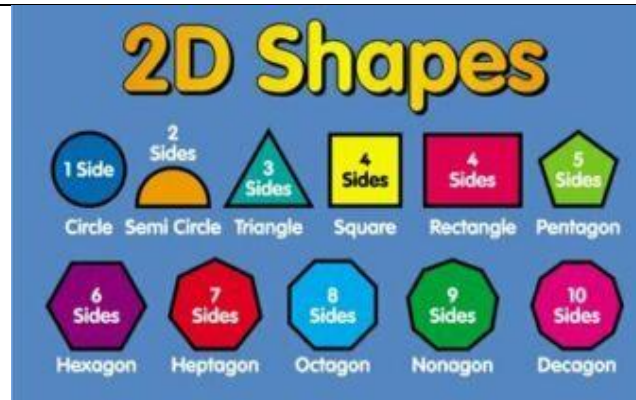 2D Shapes
1 Side
2
Sides
3
Sides
4
Sides
4
Sides
5
Sides
Circle Semi Circle Triangle Square Rectangle Pentagon
6
Sides
7
Sides
8
Sides
9
Sides
10
Sides
Hexagon Heptagon Octagon Nonagon Decagon